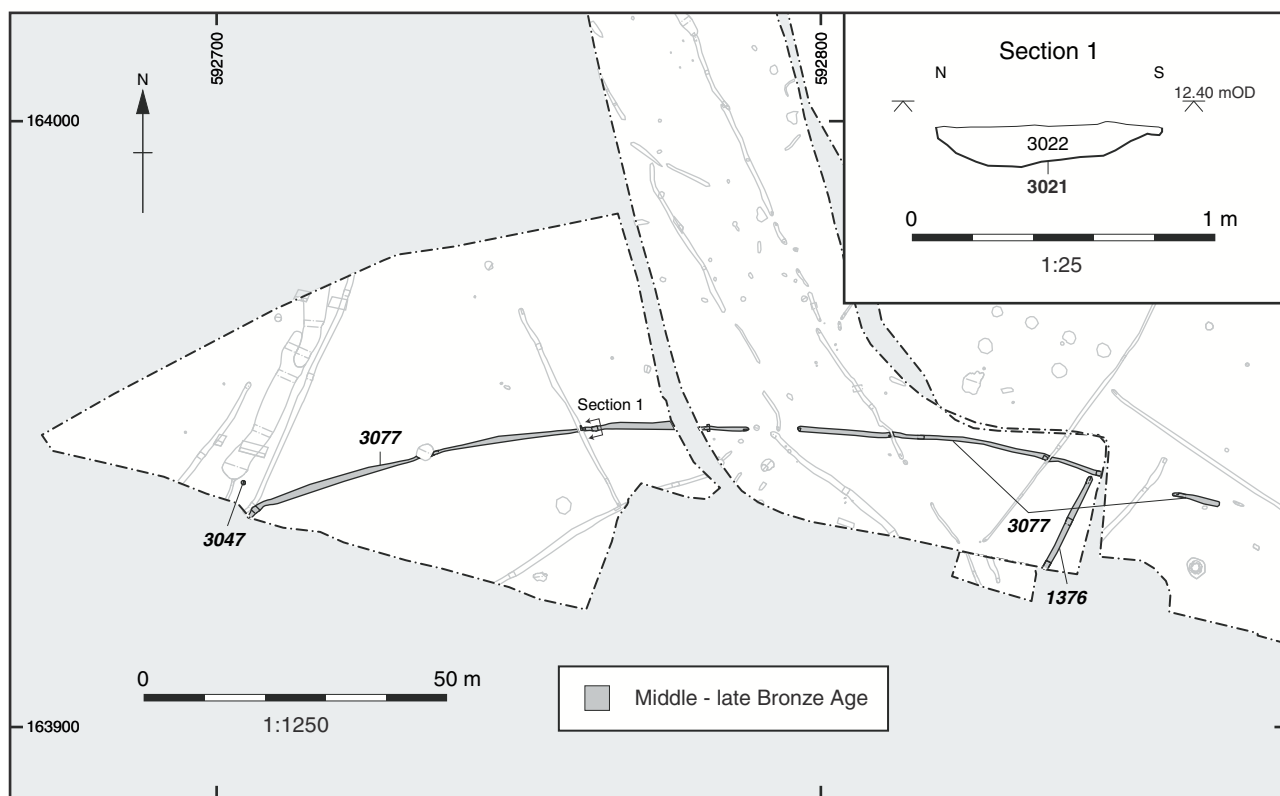 592700
592800
164000
N
Section 1
N
S
12.40 mOD
3022
3021
0
1 m
1:25
Section 1
3077
3047
3077
1376
0
50 m
1:1250
Middle - late Bronze Age
163900